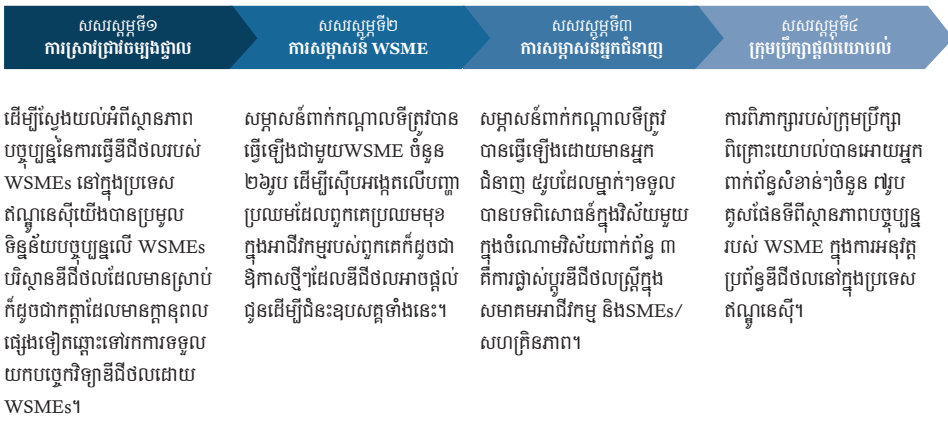 សសរស្តម្ភទី១
ការស្រាវជ្រាវចម្បងផ្ទាល
ដើម្បីស្វែងយល់អំពីស្ថានភាព
បច្ចុប្បន្ននៃការធ្វើឌីជីថលរបស់
WSMEs នៅក្នុងប្រទេស
ឥណ្ឌូនេស៊ីយើងបានប្រមូល
ទិន្នន័យបច្ចុប្បន្នលើ WSMEs
បរិស្ថានឌីជីថលដែលមានស្រាប់
ក៏ដូចជាកត្តាដែលមានក្តានុពល
ផ្សេងទៀតឆ្ពោះទៅរកការទទួល
យកបច្ចេកវិទ្យាឌីជីថលដោយ
WSMEs។
សសរស្តម្ភទី២
ការសម្ភាសន៍ WSME
សម្ភាសន៍ពាក់កណ្តាលទីត្រូវបាន
ធ្វើឡើងជាមួយWSME ចំនួន
២៦រូប ដើម្បីស៊ើបអង្កេតលើបញ្ហា
ប្រឈមដែលពួកគេប្រឈមមុខ
ក្នុងអាជីវកម្មរបស់ពួកគេក៏ដូចជា
ឱកាសថ្មីៗដែលឌីជីថលអាចផ្តល់
ជូនដើម្បីជំនះឧបសគ្គទាំងនេះ។
សសរស្តម្ភទី៣
ការសម្ភាសន៍អ្នកជំនាញ
សម្ភាសន៍ពាក់កណ្តាលទីត្រូវ
បានធ្វើឡើងដោយមានអ្នក
ជំនាញ ៥រូបដែលម្នាក់ៗទទួល
បានបទពិសោធន៍ក្នុងវិស័យមួយ
ក្នុងចំណោមវិស័យពាក់ព័ន្ធ ៣
គឺការផ្លាស់ប្តូរឌីជីថលស្ត្រីក្នុង
សមាគមអាជីវកម្ម និងSMEs/
សហគ្រិនភាព។
សសរស្តម្ភទី៤
ក្រុមប្រឹក្សាផ្តល់យោបល់
ការពិភាក្សារបស់ក្រុមប្រឹក្សា
ពិគ្រោះយោបល់បានអោយអ្នក
ពាក់ព័ន្ធសំខាន់ៗចំនួន ៧រូប
គូសផែនទីពីស្ថានភាពបច្ចុប្បន្ន
របស់ WSME ក្នុងការអនុវត្ត
ប្រព័ន្ធឌីជីថលនៅក្នុងប្រទេស
ឥណ្ឌូនេស៊ី។